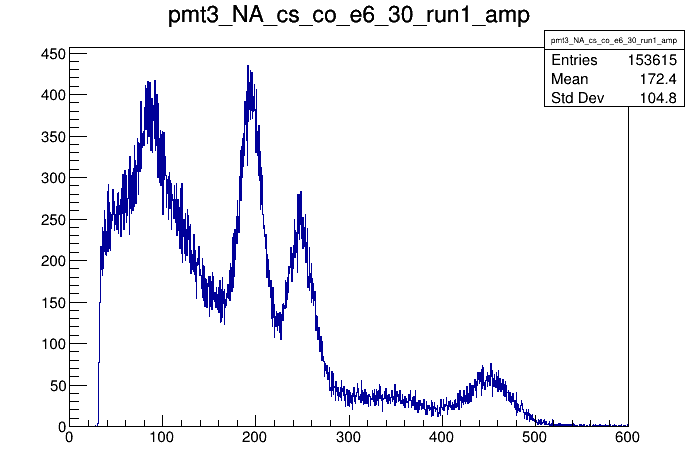 pmt3_NA_cs_co_e6_30_run1_amp
pmt3_NA_cs_co_e6_30_run1_amp
Entries 153615
Mean 172.4
Std Dev 104.8
450
400
350
300
250
200
150
100
50
0
0 100 200 300 400 500 600